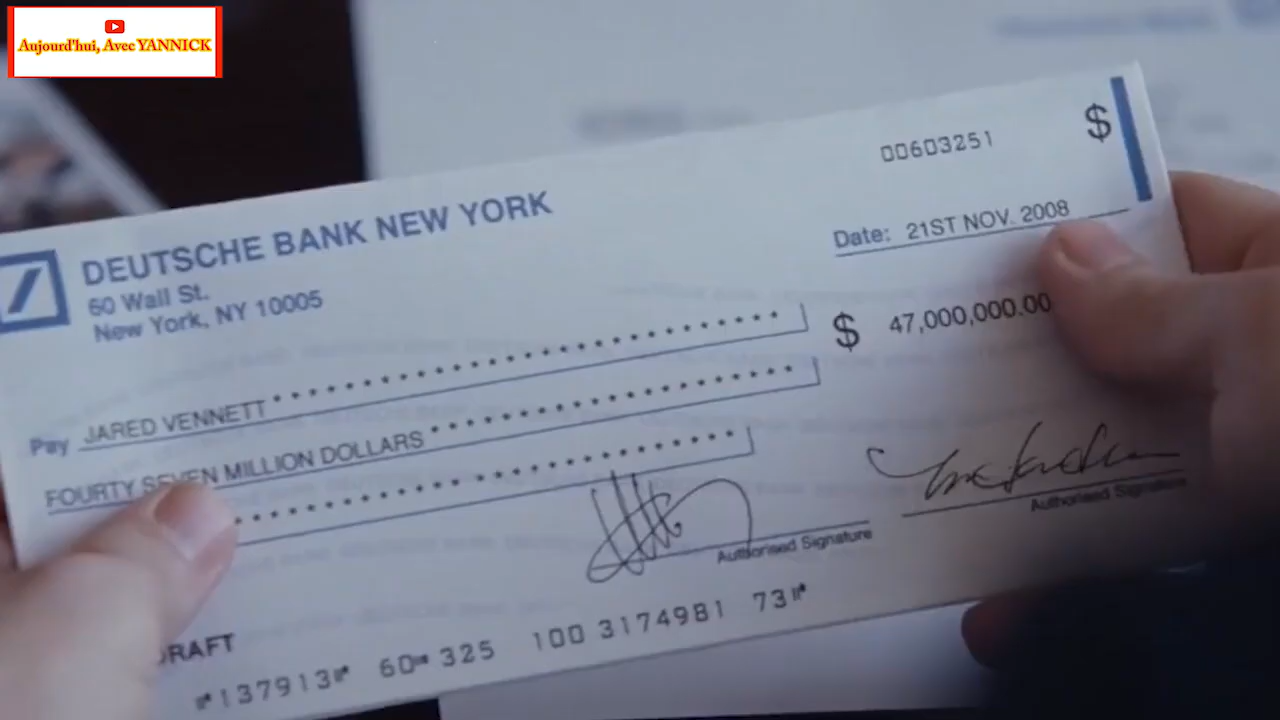 Aujourd'hui, Avec YANNICK
00603251
$
DEUTSCHE BANK NEW YORK
60 Wall St.
New York, NY 10005
Date: 21ST NOV. 2008
$ 47,000,000.00
Pay JARED VENNETT
FOURTY SEVEN MILLION DOLLARS
Authorised Signature
Authorised Signature
DRAFT
137913 60 325 100 3174981 73